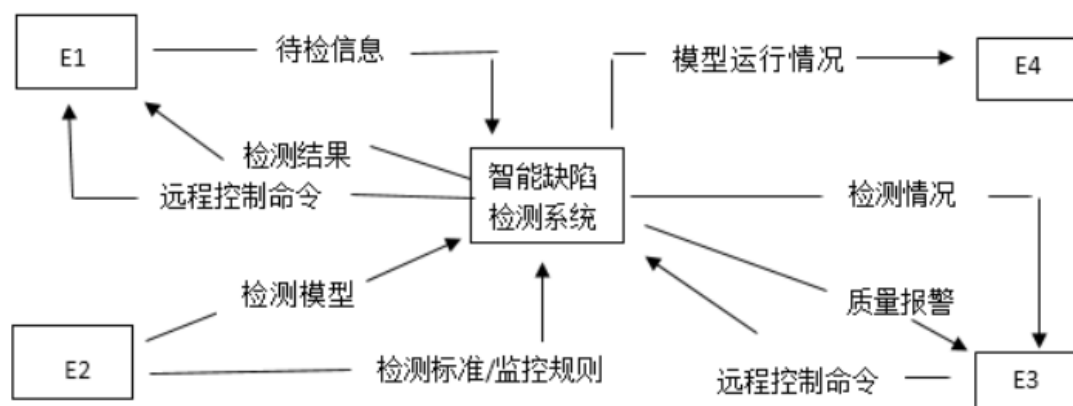 E1
待检信息
模型运行情况
E4
检测结果
远程控制命令
智能缺陷
检测系统
检测情况
检测模型
质量报警
E2
检测标准/监控规则
远程控制命令
E3